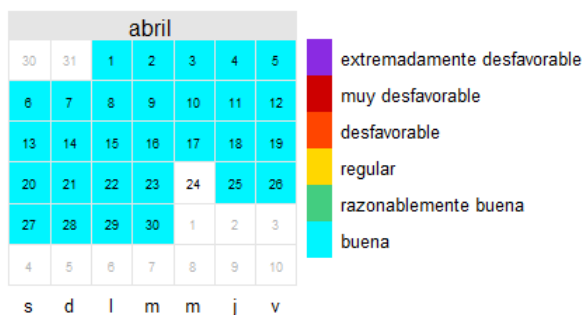 abril
30 31 1 2 3 4 5
6 7 8 9 10 11 12
13 14 15 16 17 18 19
20 21 22 23 24 25 26
27 28 29 30 1 2 3
4 5 6 7 8 9 10
s d l m m j v
extremadamente desfavorable
muy desfavorable
desfavorable
regular
razonablemente buena
buena